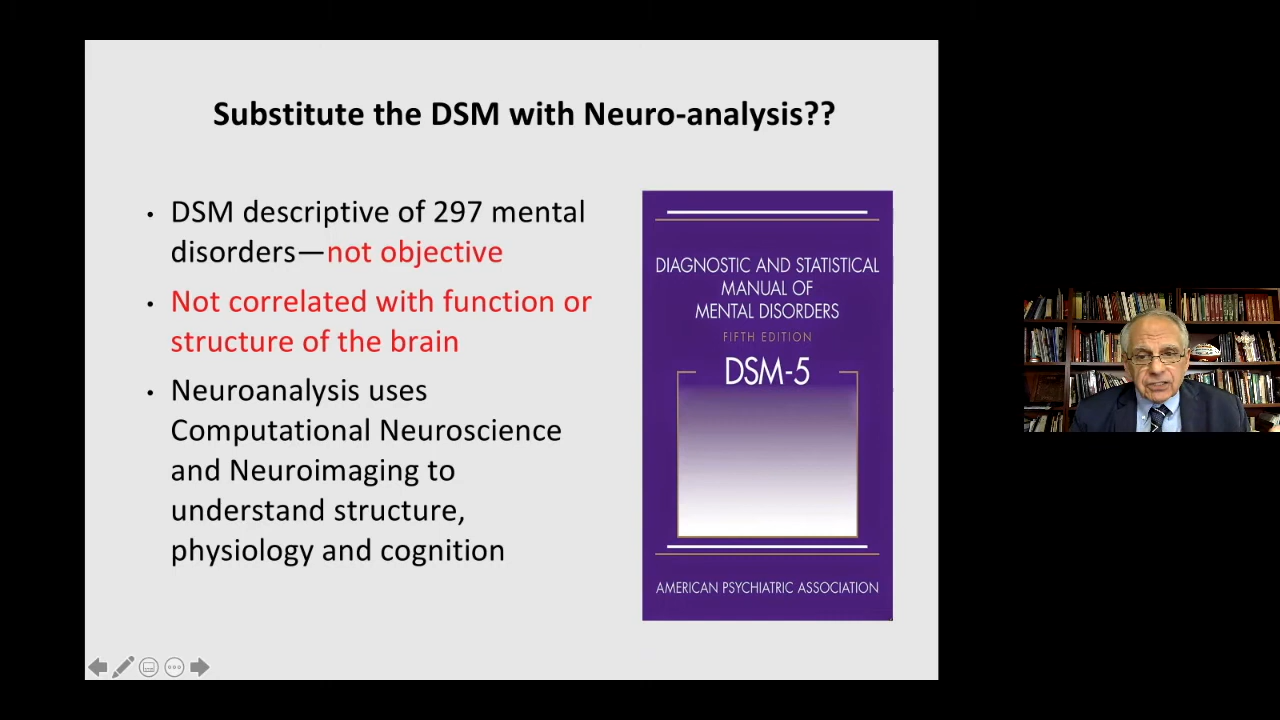 Substitute the DSM with Neuro-analysis??
• DSM descriptive of 297 mental
disorders—not objective
• Not correlated with function or
structure of the brain
• Neuroanalysis uses
Computational Neuroscience
and Neuroimaging to
understand structure,
physiology and cognition
DIAGNOSTIC AND STATISTICAL
MANUAL OF
MENTAL DISORDERS
FIFTH EDITION
DSM-5
AMERICAN PSYCHIATRIC ASSOCIATION